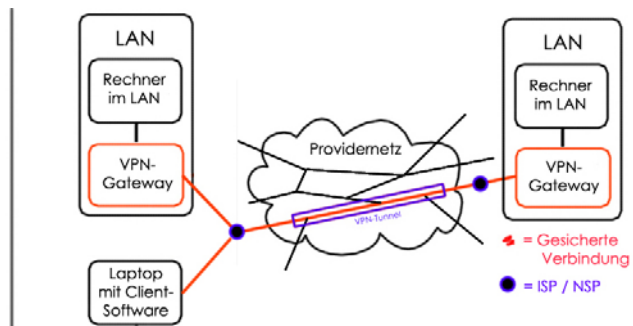 LAN
Rechner
im LAN
VPN-
Gateway
Laptop
mit Client-
Software
Providernetz
VPN-Tunnel
LAN
Rechner
im LAN
VPN-
Gateway
= Gesicherte
Verbindung
= ISP / NSP